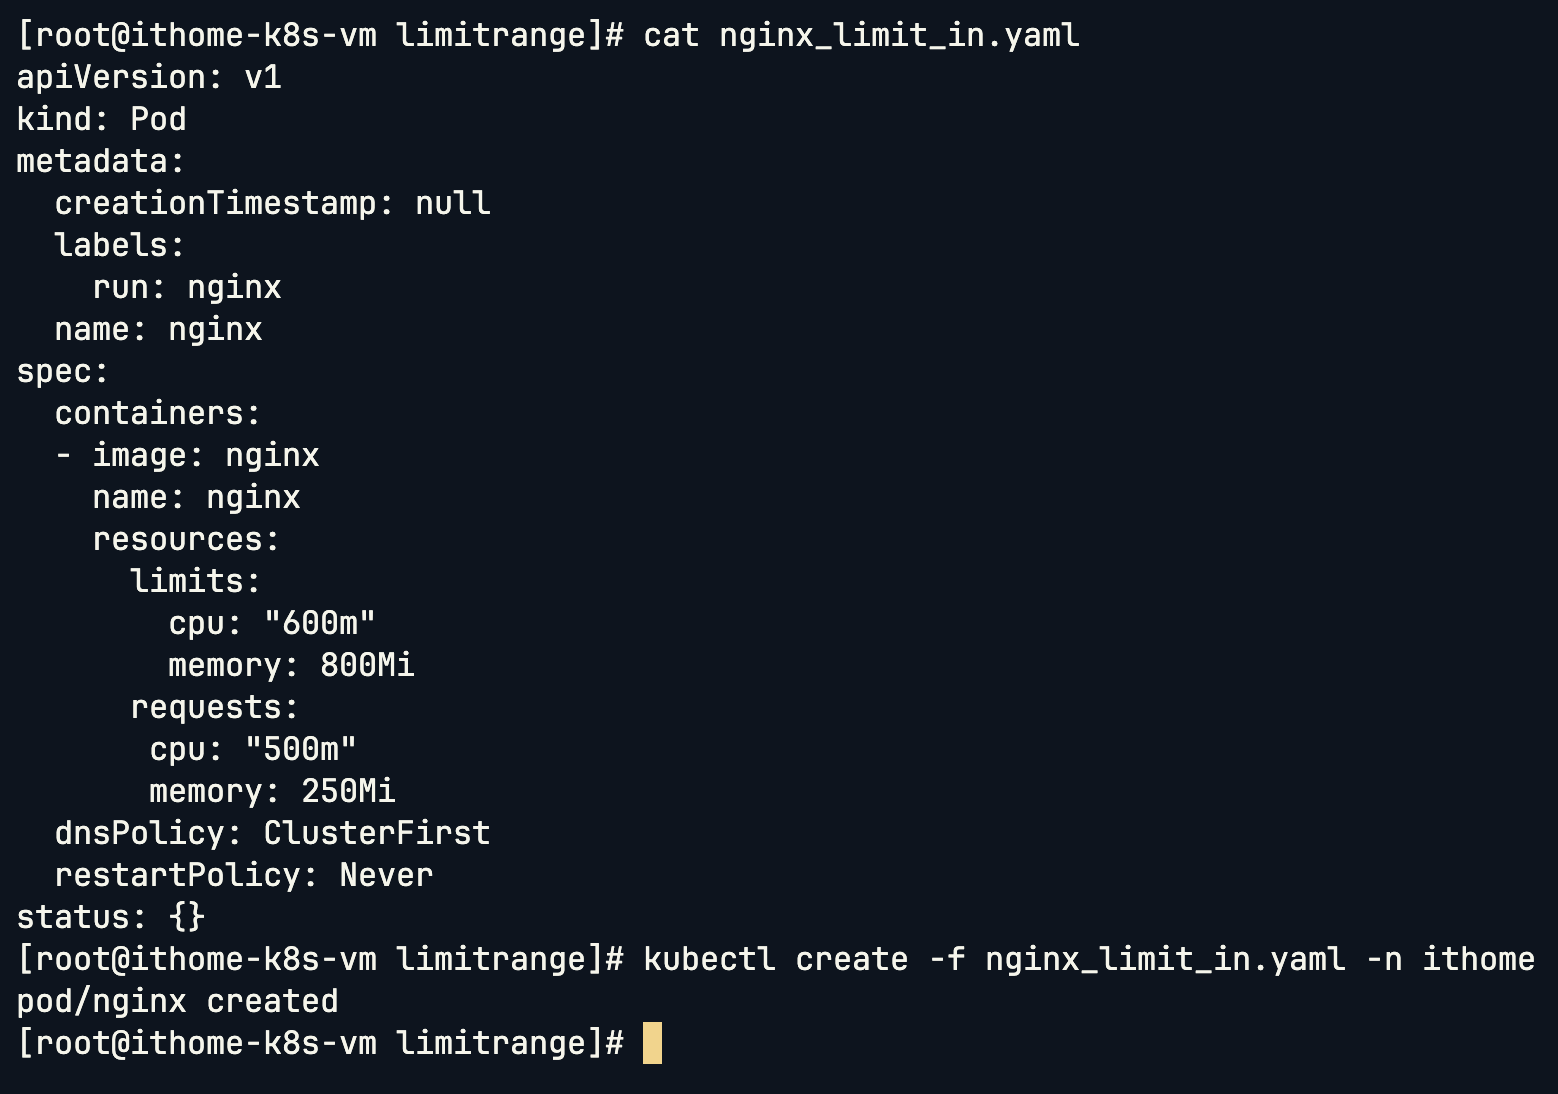 [root@ithome-k8s-vm limitrange]# cat nginx_limit_in.yaml
apiVersion: v1
kind: Pod
metadata:
  creationTimestamp: null
  labels:
    run: nginx
  name: nginx
spec:
  containers:
  - image: nginx
    name: nginx
    resources:
      limits:
        cpu: "600m"
        memory: 800Mi
      requests:
       cpu: "500m"
       memory: 250Mi
  dnsPolicy: ClusterFirst
  restartPolicy: Never
status: {}
[root@ithome-k8s-vm limitrange]# kubectl create -f nginx_limit_in.yaml -n ithome
pod/nginx created
[root@ithome-k8s-vm limitrange]#